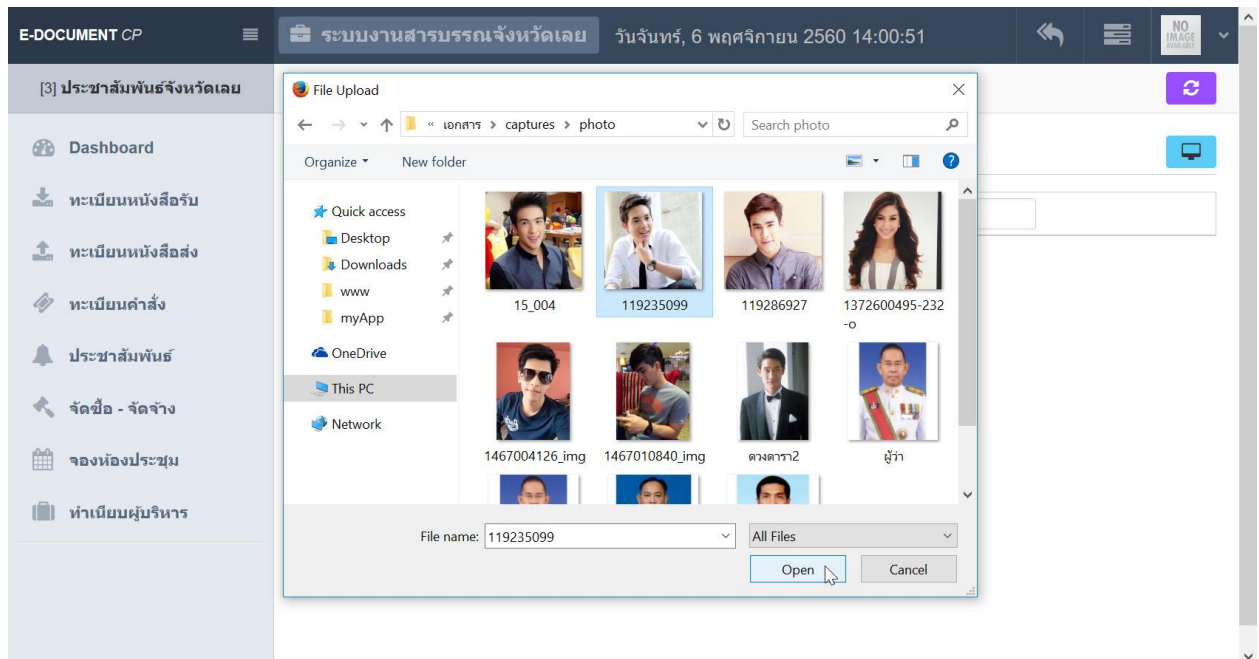 E-DOCUMENT CP
ระบบงานสารบรรณจังหวัดเลย
วันจันทร์, 6 พฤศจิกายน 2560 14:00:51
NO
IMAGE
AVAILABLE
[3] ประชาสัมพันธ์จังหวัดเลย
Dashboard
ทะเบียนหนังสือรับ
ทะเบียนหนังสือส่ง
ทะเบียนคำสั่ง
ประชาสัมพันธ์
จัดซื้อ - จัดจ้าง
จองห้องประชุม
ทำเนียบผู้บริหาร
File Upload
« เอกสาร > captures > photo
Search photo
Organize
New folder
Quick access
Desktop
Downloads
www
myApp
OneDrive
This PC
Network
15_004
119235099
119286927
1372600495-232
-o
1467004126_img
1467010840_img
ดวงดารา2
ผู้ว่า
File name: 119235099
All Files
Open
Cancel